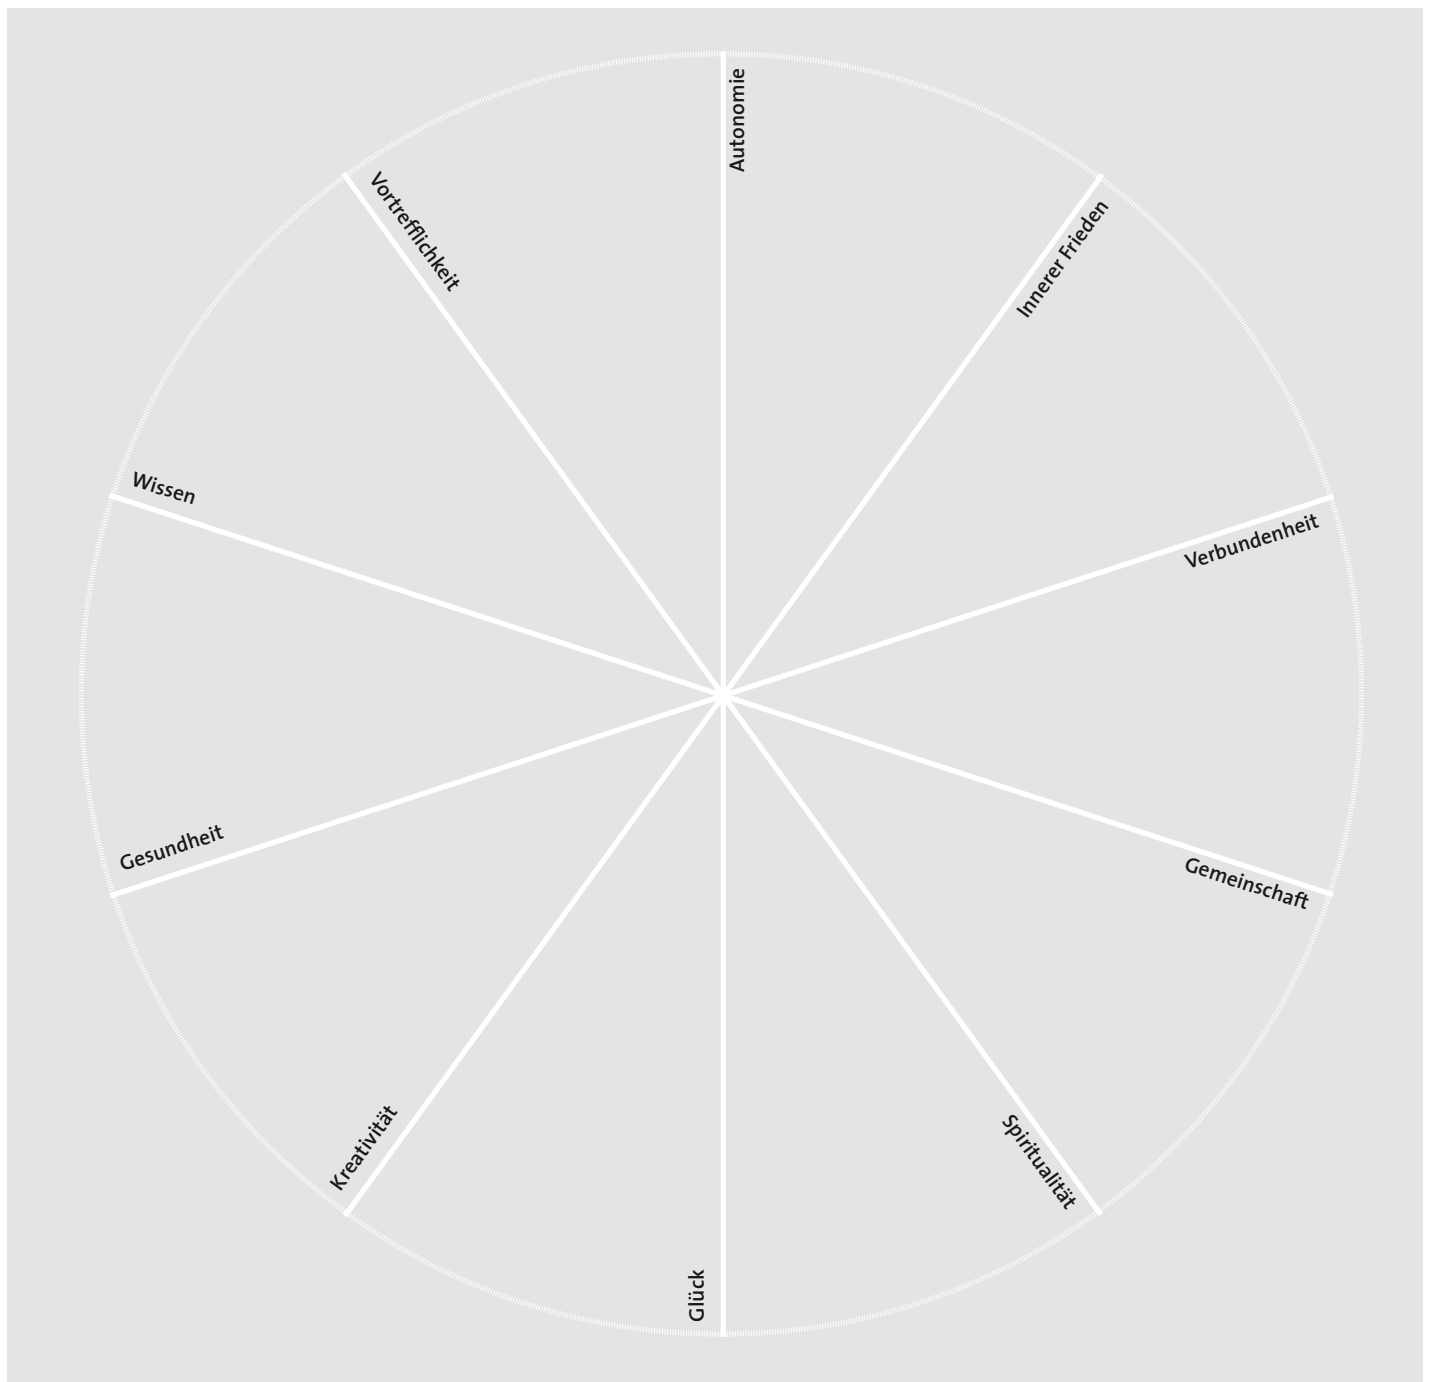 Autonomie
Innerer Frieden
Verbundenheit
Gemeinschaft
Spiritualität
Glück
Kreativität
Gesundheit
Wissen
Vortrefflichkeit